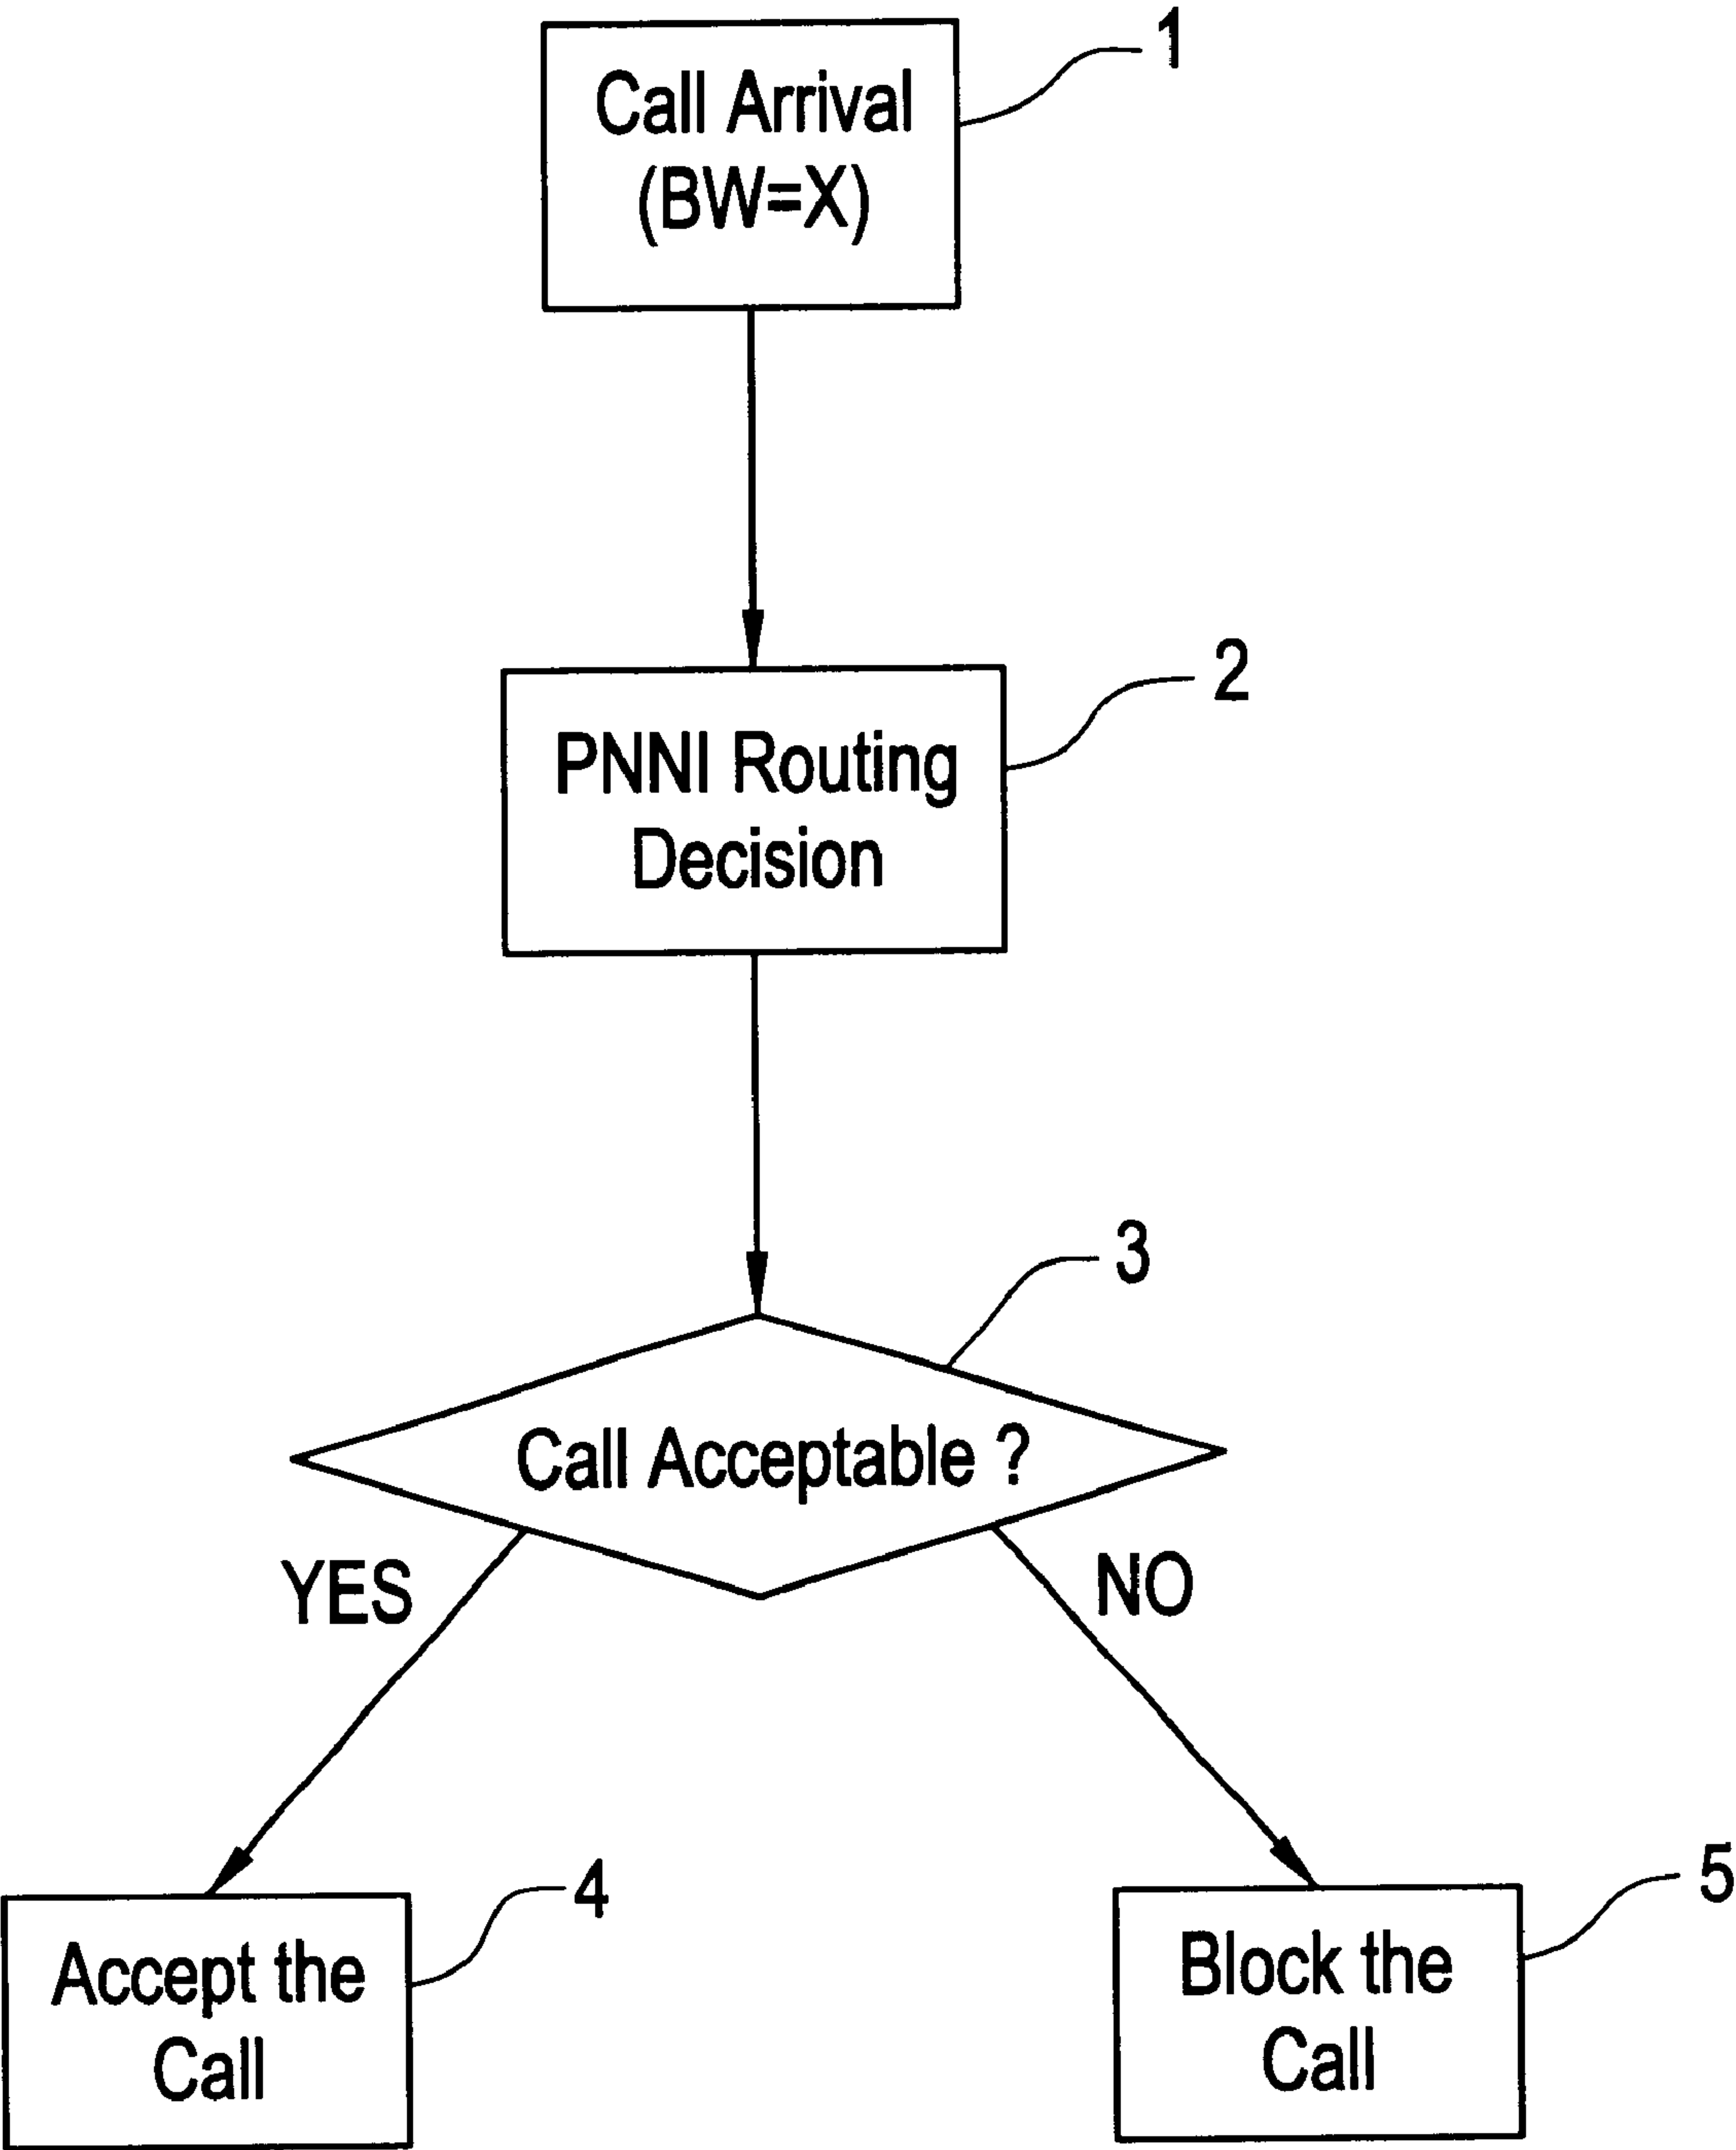 1
Call Arrival
(BW=X)
2
PNNI Routing
Decision
3
Call Acceptable ?
YES
NO
4
Accept the
Call
5
Block the
Call